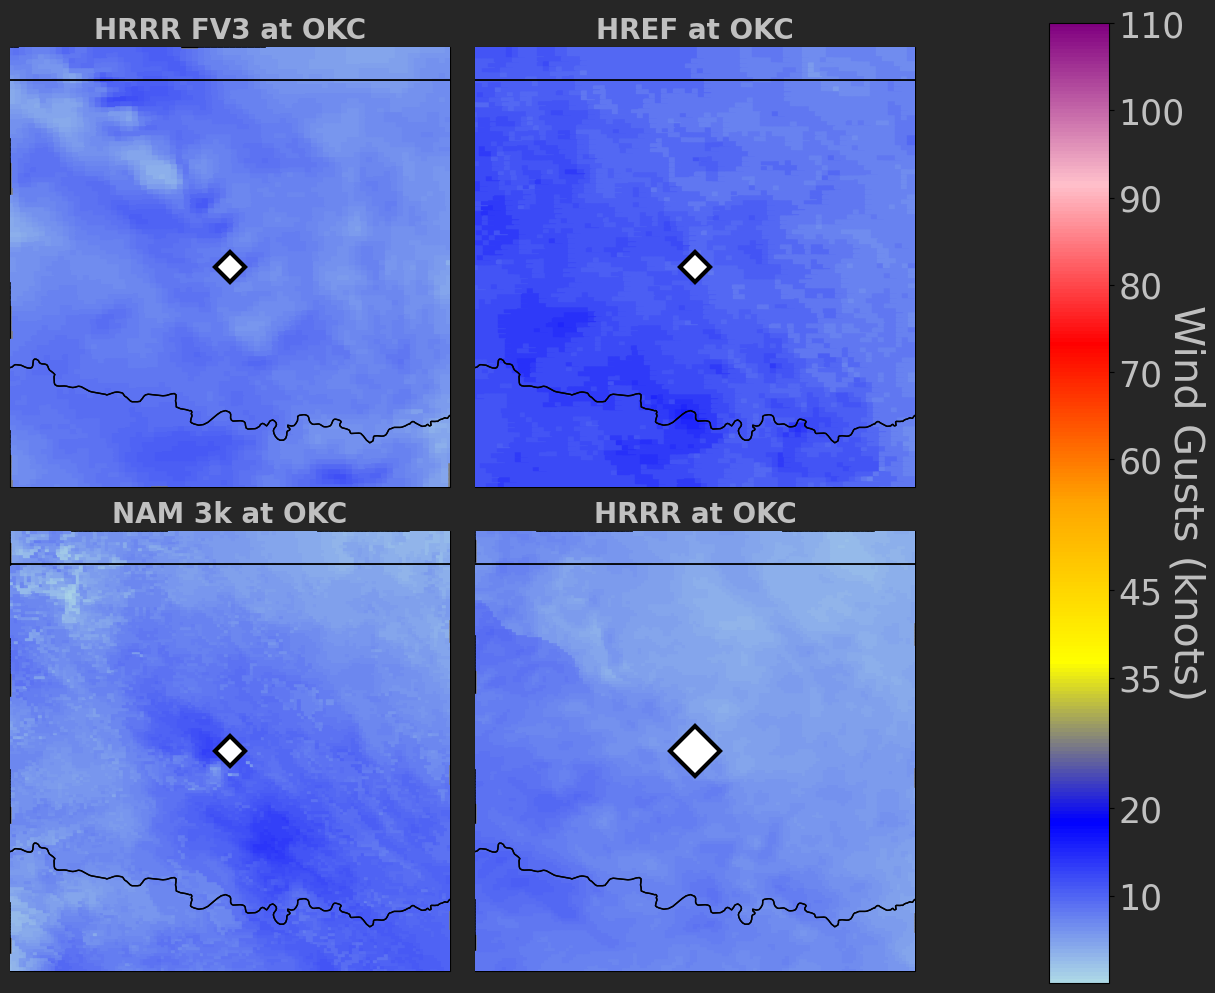 HRRR FV3 at OKC
HREF at OKC
NAM 3k at OKC
HRRR at OKC
110
100
90
80
70
60
45
35
20
10
Wind Gusts (knots)